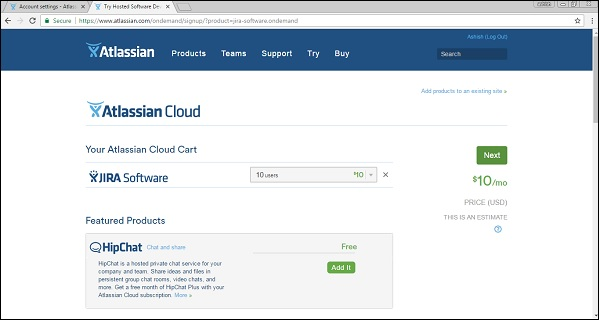 Account settings - Atlass
Try Hosted Software De
Secure
https://www.atlassian.com/ondemand/signup/?product=jira-software.ondemand
Atlassian
Products
Teams
Support
Try
Buy
Ashish (Log Out)
Search
Add products to an existing site »
Atlassian Cloud
Your Atlassian Cloud Cart
Next
JIRA Software
10 users
$10
$10/mo
PRICE (USD)
THIS IS AN ESTIMATE
Featured Products
HipChat
Chat and share
Free
Add it
HipChat is a hosted private chat service for your
company and team. Share ideas and files in
persistent group chat rooms, video chats, and
more. Get a free month of HipChat Plus with your
Atlassian Cloud subscription. More »